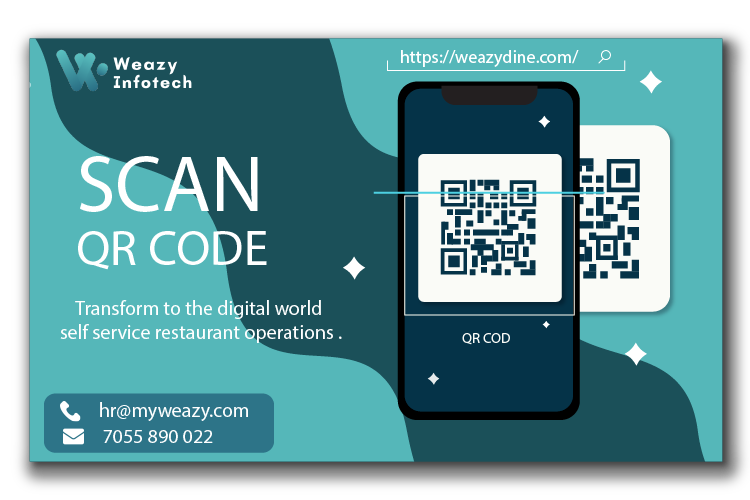 Weazy
Infotech
https://weazydine.com/
SCAN
QR CODE
Transform to the digital world
self service restaurant operations .
QR COD
hr@myweazy.com
7055 890 022